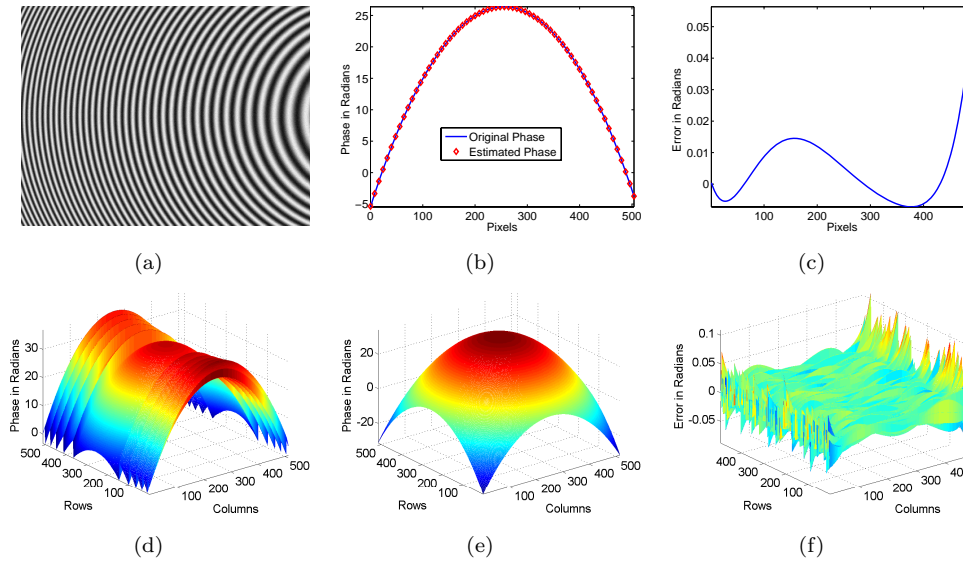 25
20
15
10
5
0
−5
0
100
200
300
400
500
Phase in Radians
Pixels
Original Phase
Estimated Phase
0.05
0.04
0.03
0.02
0.01
0
100
200
300
400
Error in Radians
Pixels
(a)
(b)
(c)
30
20
10
0
Phase in Radians
500
400
300
200
100
Rows
100
200
300
400
500
Columns
20
0
−20
Phase in Radians
500
400
300
200
100
Rows
100
200
300
400
500
Columns
0.1
0.05
0
−0.05
Error in Radians
400
300
200
100
Rows
100
200
300
Columns
(d)
(e)
(f)